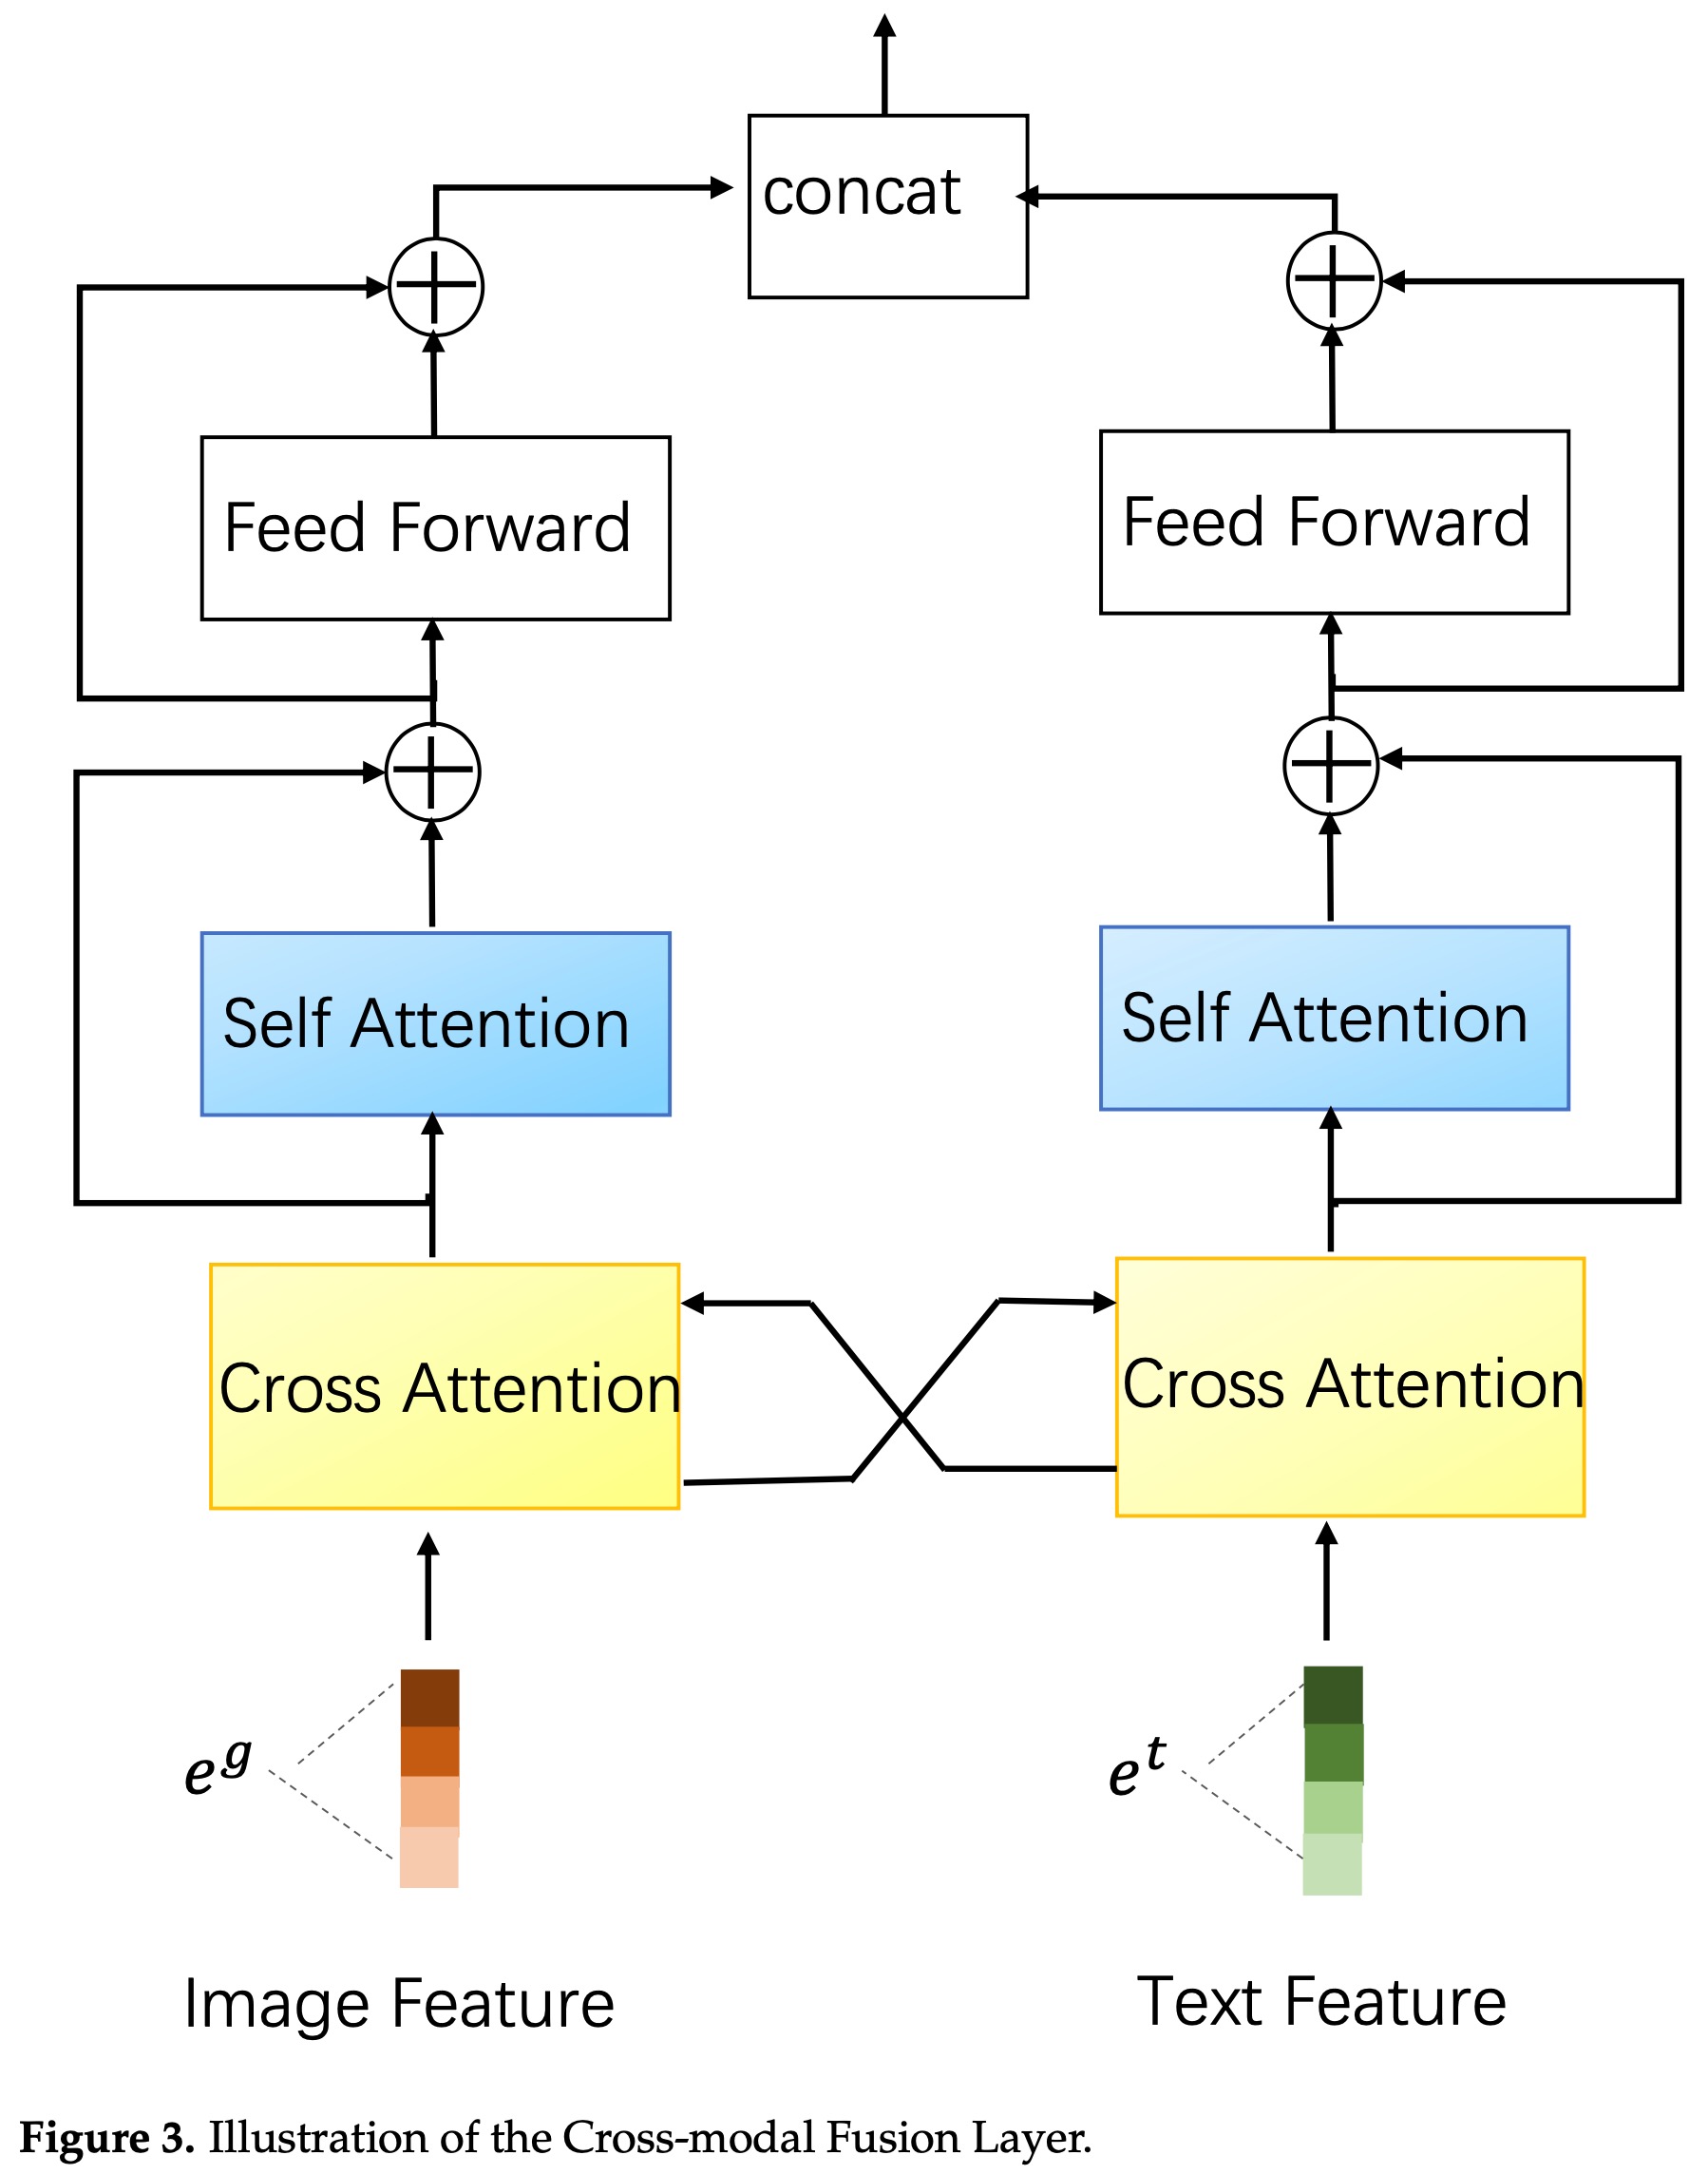 concat
Feed Forward
Feed Forward
Self Attention
Self Attention
Cross Attention
Cross Attention
e^g
e^t
Image Feature
Text Feature
Figure 3. Illustration of the Cross-modal Fusion Layer.